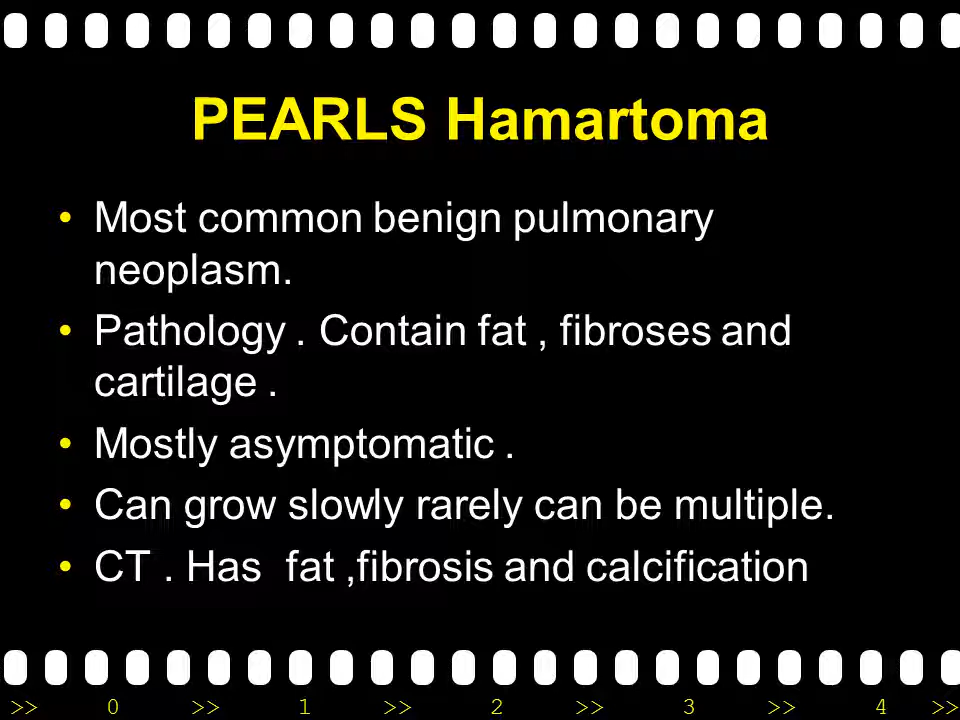 PEARLS Hamartoma
• Most common benign pulmonary
neoplasm.
• Pathology . Contain fat , fibroses and
cartilage .
• Mostly asymptomatic .
• Can grow slowly rarely can be multiple.
• CT . Has  fat ,fibrosis and calcification
>> 0 >> 1 >> 2 >> 3 >> 4 >>